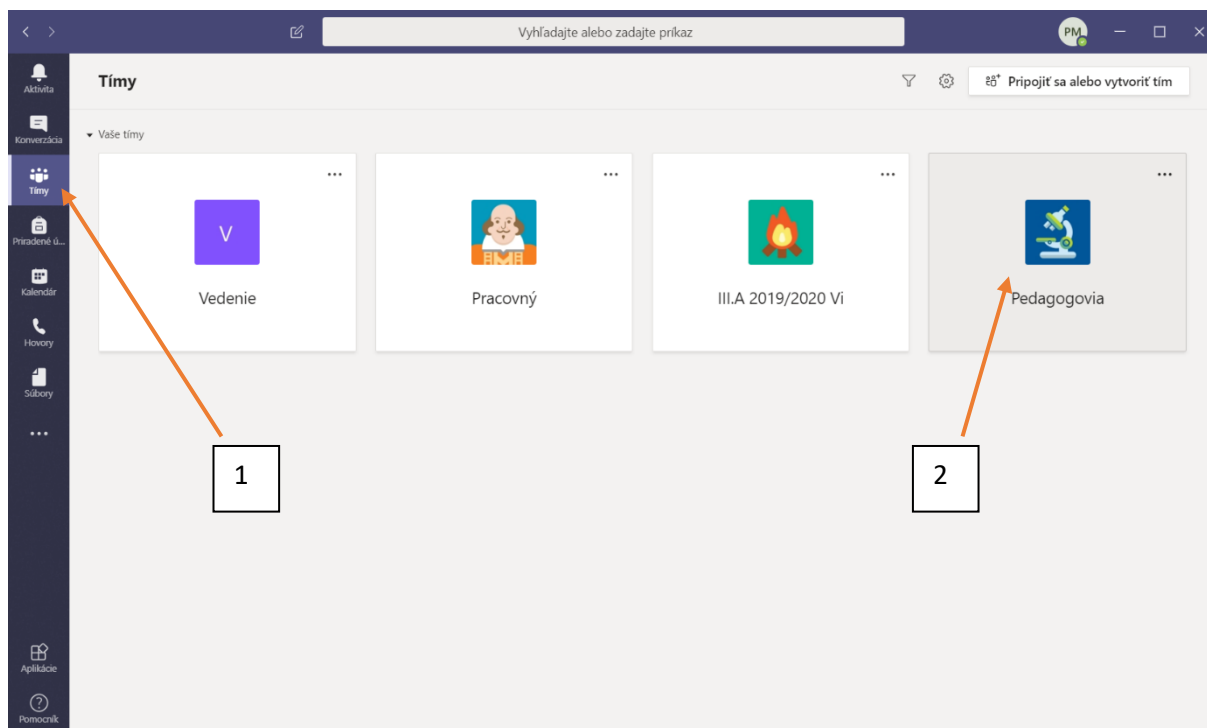 Vyhľadajte alebo zadajte príkaz
PM
Aktivita
Konverzácia
Tímy
Priradené ú...
Kalendár
Hovory
Súbory
Aplikácie
Pomocník
Tímy
Pripojiť sa alebo vytvoriť tím
Vaše tímy
V
Vedenie
Pracovný
III.A 2019/2020 Vi
Pedagogovia
1
2